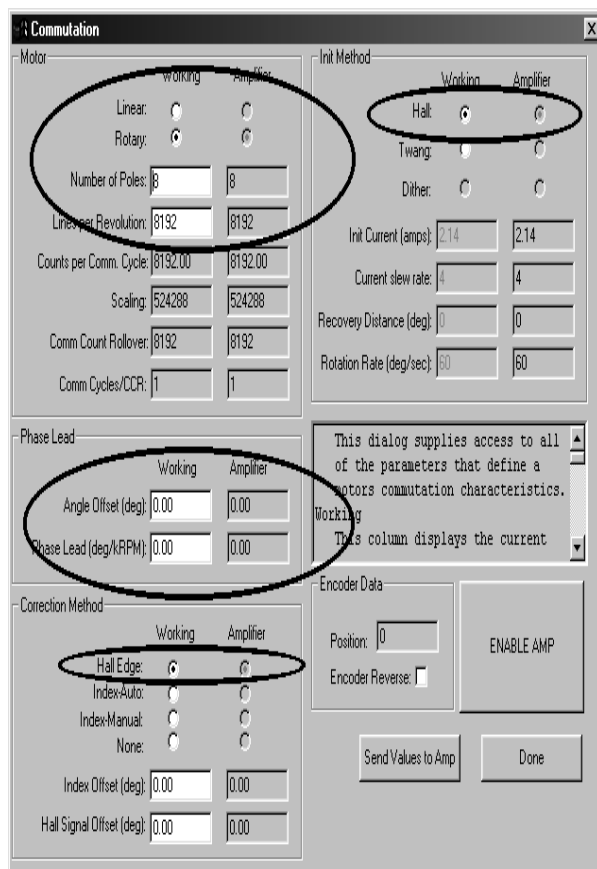 Commutation
Motor
Working Amplifier
Linear:
Rotary:
Number of Poles: 8 8
Lines per Revolution: 8192 8192
Counts per Comm. Cycle: 8192.00 8192.00
Scaling: 524288 524288
Comm Count Rollover: 8192 8192
Comm Cycles/CCR: 1 1
Phase Lead
Working Amplifier
Angle Offset (deg): 0.00 0.00
Phase Lead (deg/kRPM): 0.00 0.00
Correction Method
Working Amplifier
Hall Edge:
Index-Auto:
Index-Manual:
None:
Index Offset (deg): 0.00 0.00
Hall Signal Offset (deg): 0.00 0.00
Init Method
Working Amplifier
Hall:
Twang:
Dither:
Init Current (amps): 2.14 2.14
Current slew rate: 4 4
Recovery Distance (deg): 0 0
Rotation Rate (deg/sec): 60 60
This dialog supplies access to all
of the parameters that define a
motors commutation characteristics.
Working
This column displays the current
Encoder Data
Position: 0
Encoder Reverse:
ENABLE AMP
Send Values to Amp
Done